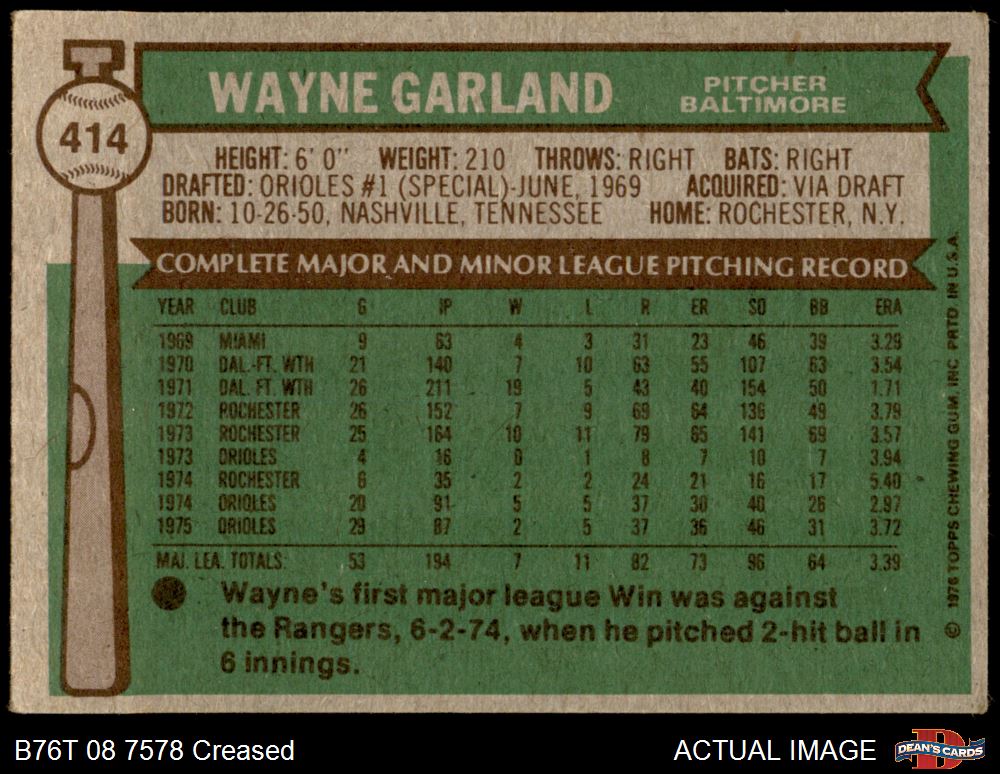 WAYNE GARLAND
PITCHER
BALTIMORE
414
HEIGHT: 6' 0" WEIGHT: 210 THROWS: RIGHT BATS: RIGHT
DRAFTED: ORIOLES #1 (SPECIAL)-JUNE, 1969 ACQUIRED: VIA DRAFT
BORN: 10-26-50, NASHVILLE, TENNESSEE HOME: ROCHESTER, N.Y.
COMPLETE MAJOR AND MINOR LEAGUE PITCHING RECORD
YEAR CLUB G IP W L R ER SO BB ERA
1969 MIAMI 9 63 4 3 31 23 46 39 3.29
1970 DAL.-FT. WTH 21 140 7 10 63 55 107 63 3.54
1971 DAL. FT. WTH 26 211 19 5 43 40 154 50 1.71
1972 ROCHESTER 26 152 7 9 69 64 136 49 3.79
1973 ROCHESTER 25 164 10 11 79 65 141 69 3.57
1973 ORIOLES 4 16 0 1 8 7 10 7 3.94
1974 ROCHESTER 6 35 2 2 24 21 16 17 5.40
1974 ORIOLES 20 91 5 5 37 30 40 26 2.97
1975 ORIOLES 29 87 2 5 37 36 46 31 3.72
MAJ. LEA. TOTALS: 53 194 7 11 82 73 96 64 3.39
Wayne's first major league Win was against
the Rangers, 6-2-74, when he pitched 2-hit ball in
6 innings.
© 1976 TOPPS CHEWING GUM, INC. PRTD IN U.S.A.
B76T 08 7578 Creased
ACTUAL IMAGE
D
DEAN'S CARDS